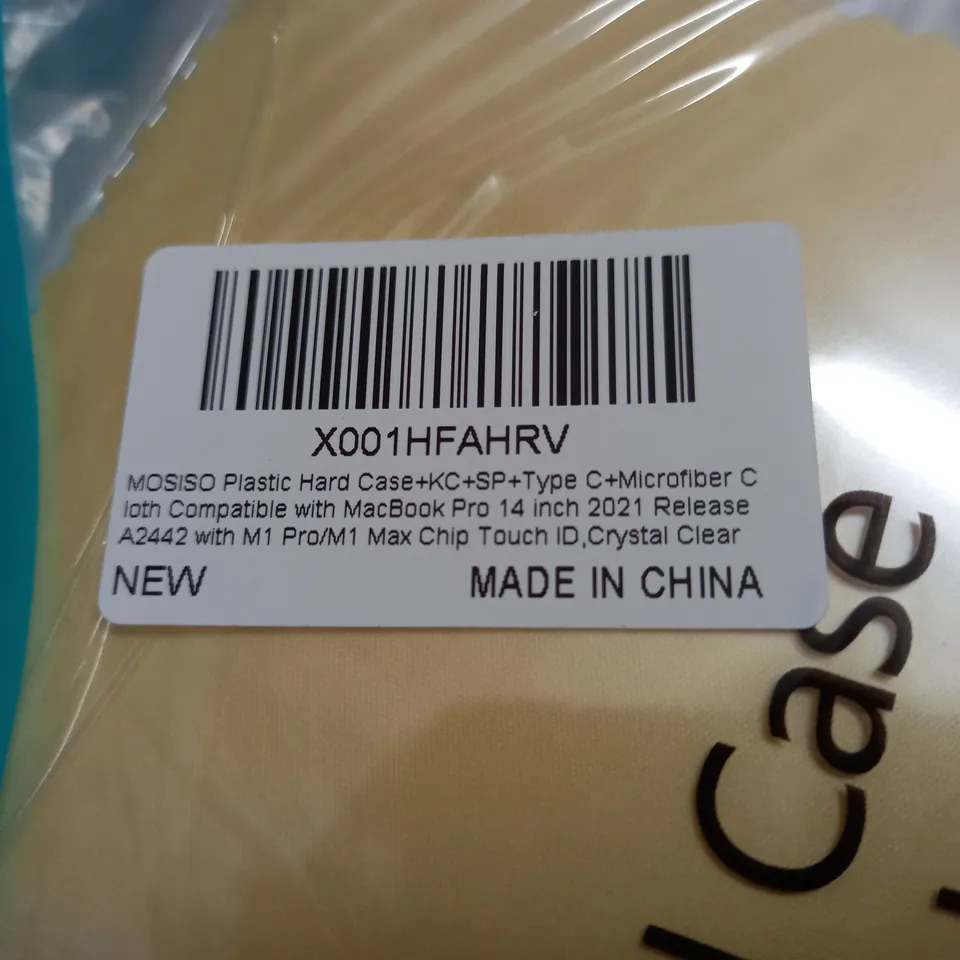 X001HFAHRV
MOSISO Plastic Hard Case+KC+SP+Type C+Microfiber C
loth Compatible with MacBook Pro 14 inch 2021 Release
A2442 with M1 Pro/M1 Max Chip Touch ID,Crystal Clear
NEW MADE IN CHINA
Case